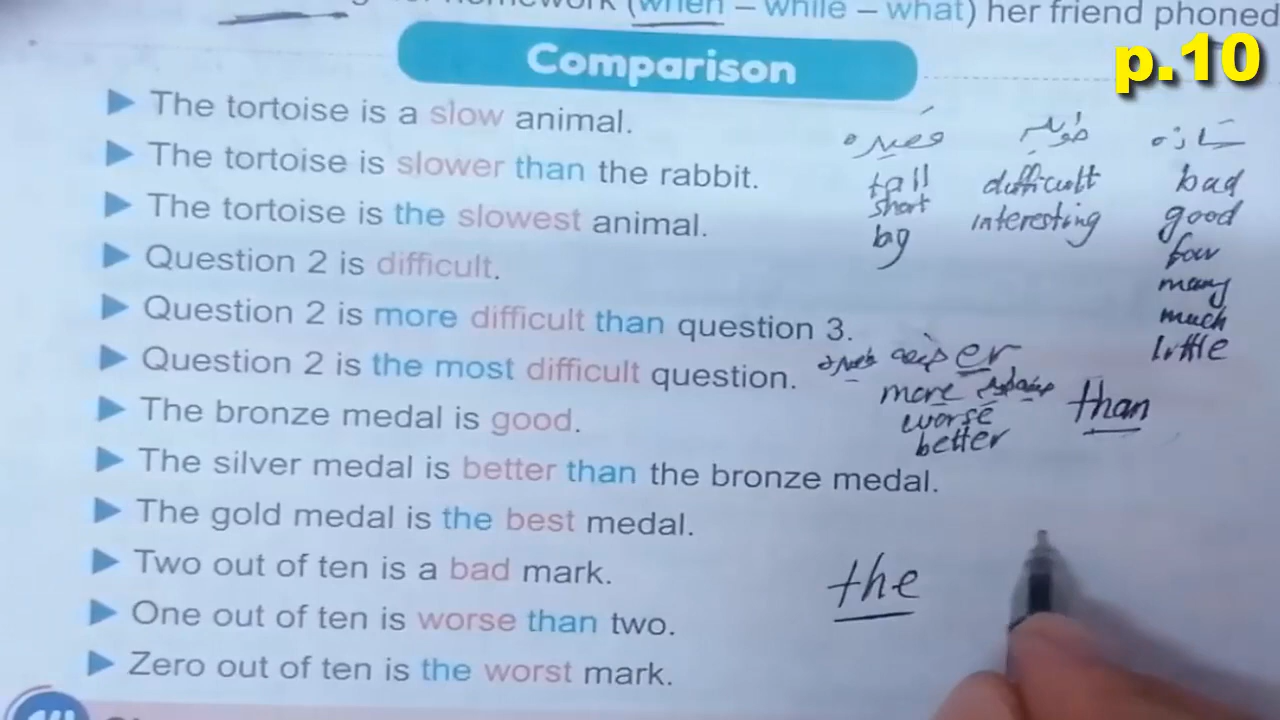 homework (when – while – what) her friend phoned
p.10
Comparison
The tortoise is a slow animal.
The tortoise is slower than the rabbit.
The tortoise is the slowest animal.
Question 2 is difficult.
Question 2 is more difficult than question 3.
Question 2 is the most difficult question.
The bronze medal is good.
The silver medal is better than the bronze medal.
The gold medal is the best medal.
Two out of ten is a bad mark.
One out of ten is worse than two.
Zero out of ten is the worst mark.
قصيرة
tall
short
big
طويلة
difficult
interesting
شاذة
bad
good
few
many
much
little
er
more
worse
better
than
the